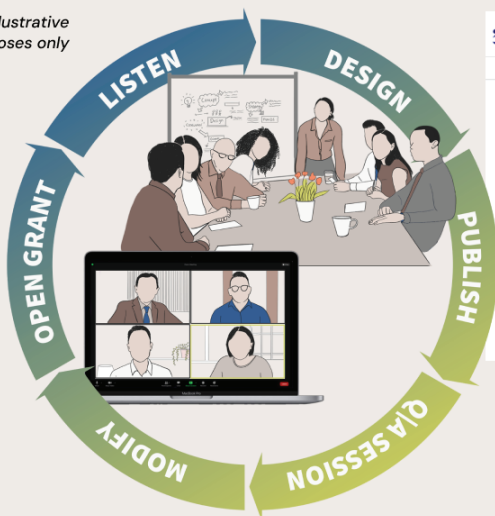 lustrative
oses only
LISTEN
DESIGN
PUBLISH
Q/A SESSION
MODIFY
OPEN GRANT